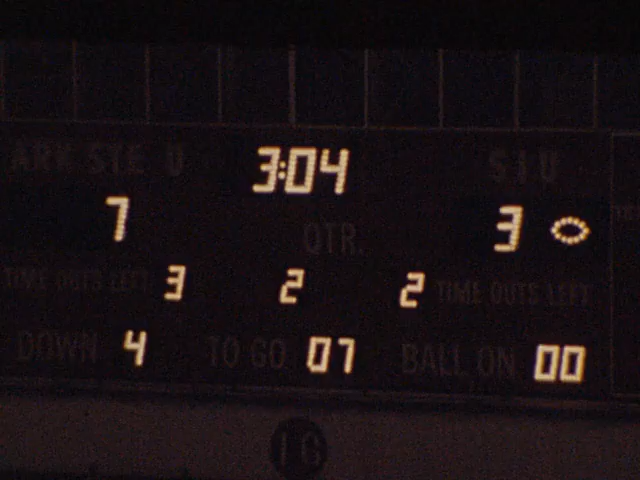 ARK STE U 3:04 SIU
7 QTR. 3
TIME OUTS LEFT 3 2 2 TIME OUTS LEFT
DOWN 4 TO GO 07 BALL ON 00